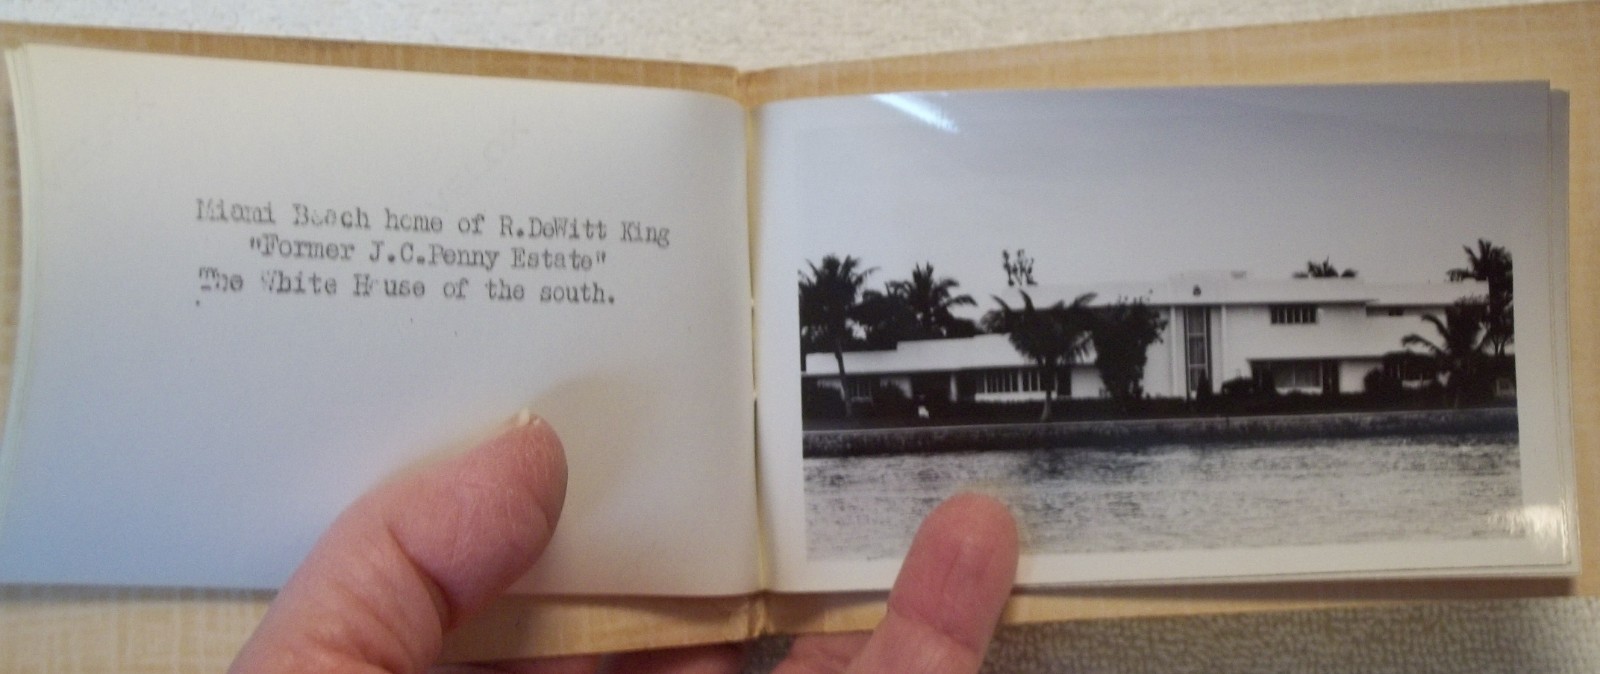 Miami Beach home of R.DeWitt King
"Former J.C.Penny Estate"
The White House of the south.